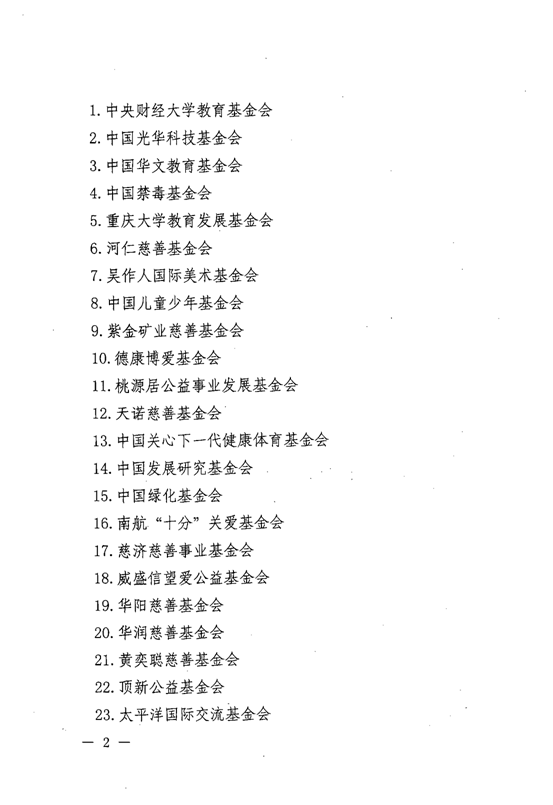 1.中央财经大学教育基金会
2.中国光华科技基金会
3.中国华文教育基金会
4.中国禁毒基金会
5.重庆大学教育发展基金会
6.河仁慈善基金会
7.吴作人国际美术基金会
8.中国儿童少年基金会
9.紫金矿业慈善基金会
10.德康博爱基金会
11.桃源居公益事业发展基金会
12.天诺慈善基金会
13.中国关心下一代健康体育基金会
14.中国发展研究基金会
15.中国绿化基金会
16.南航“十分”关爱基金会
17.慈济慈善事业基金会
18.威盛信望爱公益基金会
19.华阳慈善基金会
20.华润慈善基金会
21.黄奕聪慈善基金会
22.顶新公益基金会
23.太平洋国际交流基金会
— 2 —